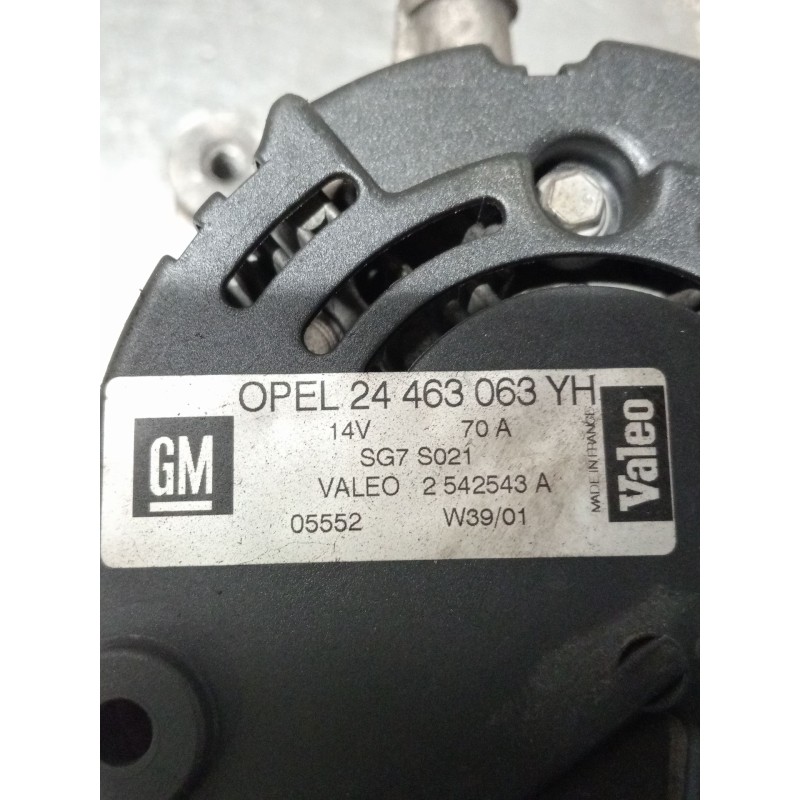 OPEL 24 463 063 YH
GM
14V 70 A
SG7 S021
VALEO 2 542543 A
05552 W39/01
MADE IN FRANCE
Valeo